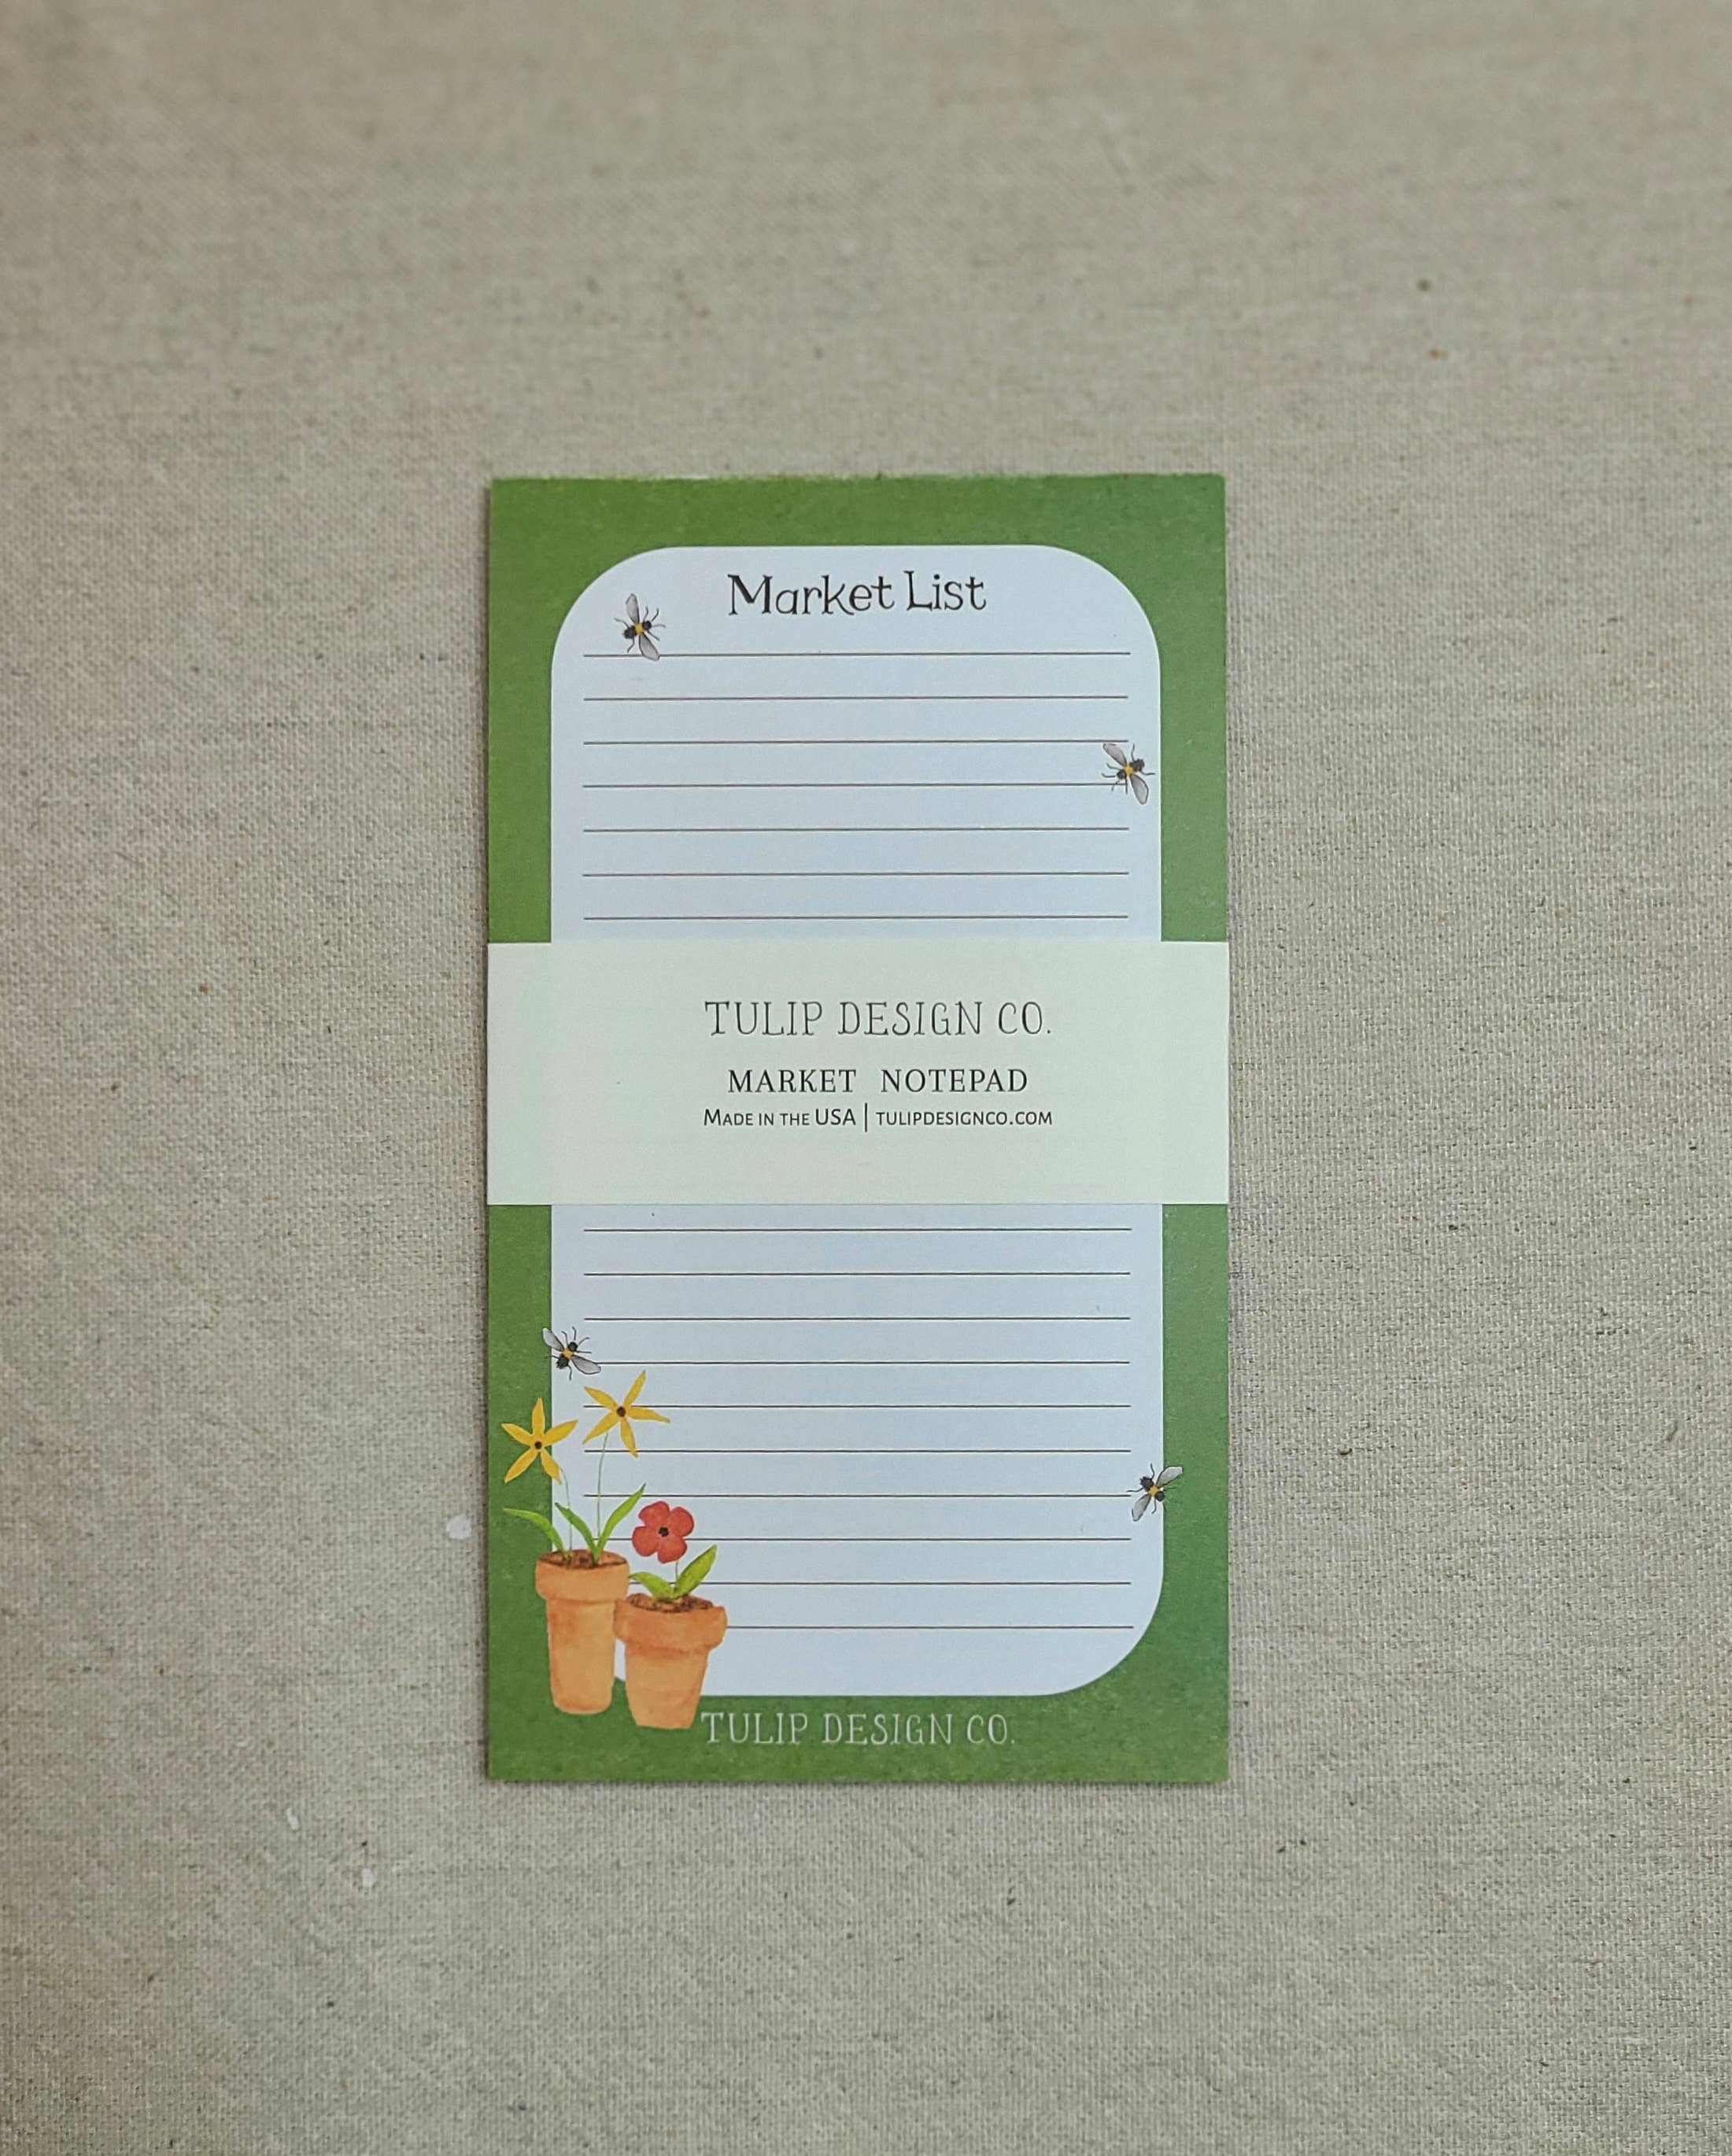 Market List
TULIP DESIGN CO.
MARKET NOTEPAD
MADE IN THE USA | TULIPDESIGNCO.COM
TULIP DESIGN CO.